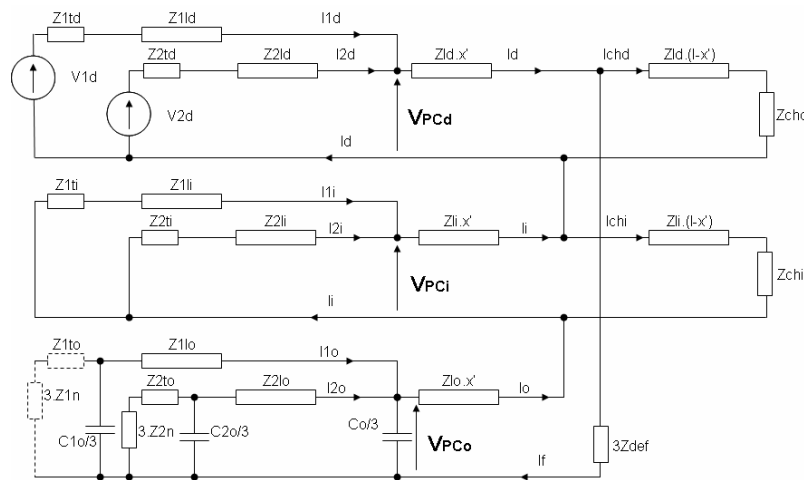 Z1td Z1ld I1d
Z2td Z2ld I2d Zld.x' Id Ichd Zld.(l-x')
V1d
V2d VPCd Zchd
Id
Z1ti Z1li I1i
Z2ti Z2li I2i Zli.x' Ii Ichi Zli.(l-x')
VPCi Zchi
Ii
Z1to Z1lo I1o
Z2to Z2lo I2o Zlo.x' Io
3.Z1n
C1o/3 3.Z2n C2o/3 Co/3 VPCo 3Zdef
If